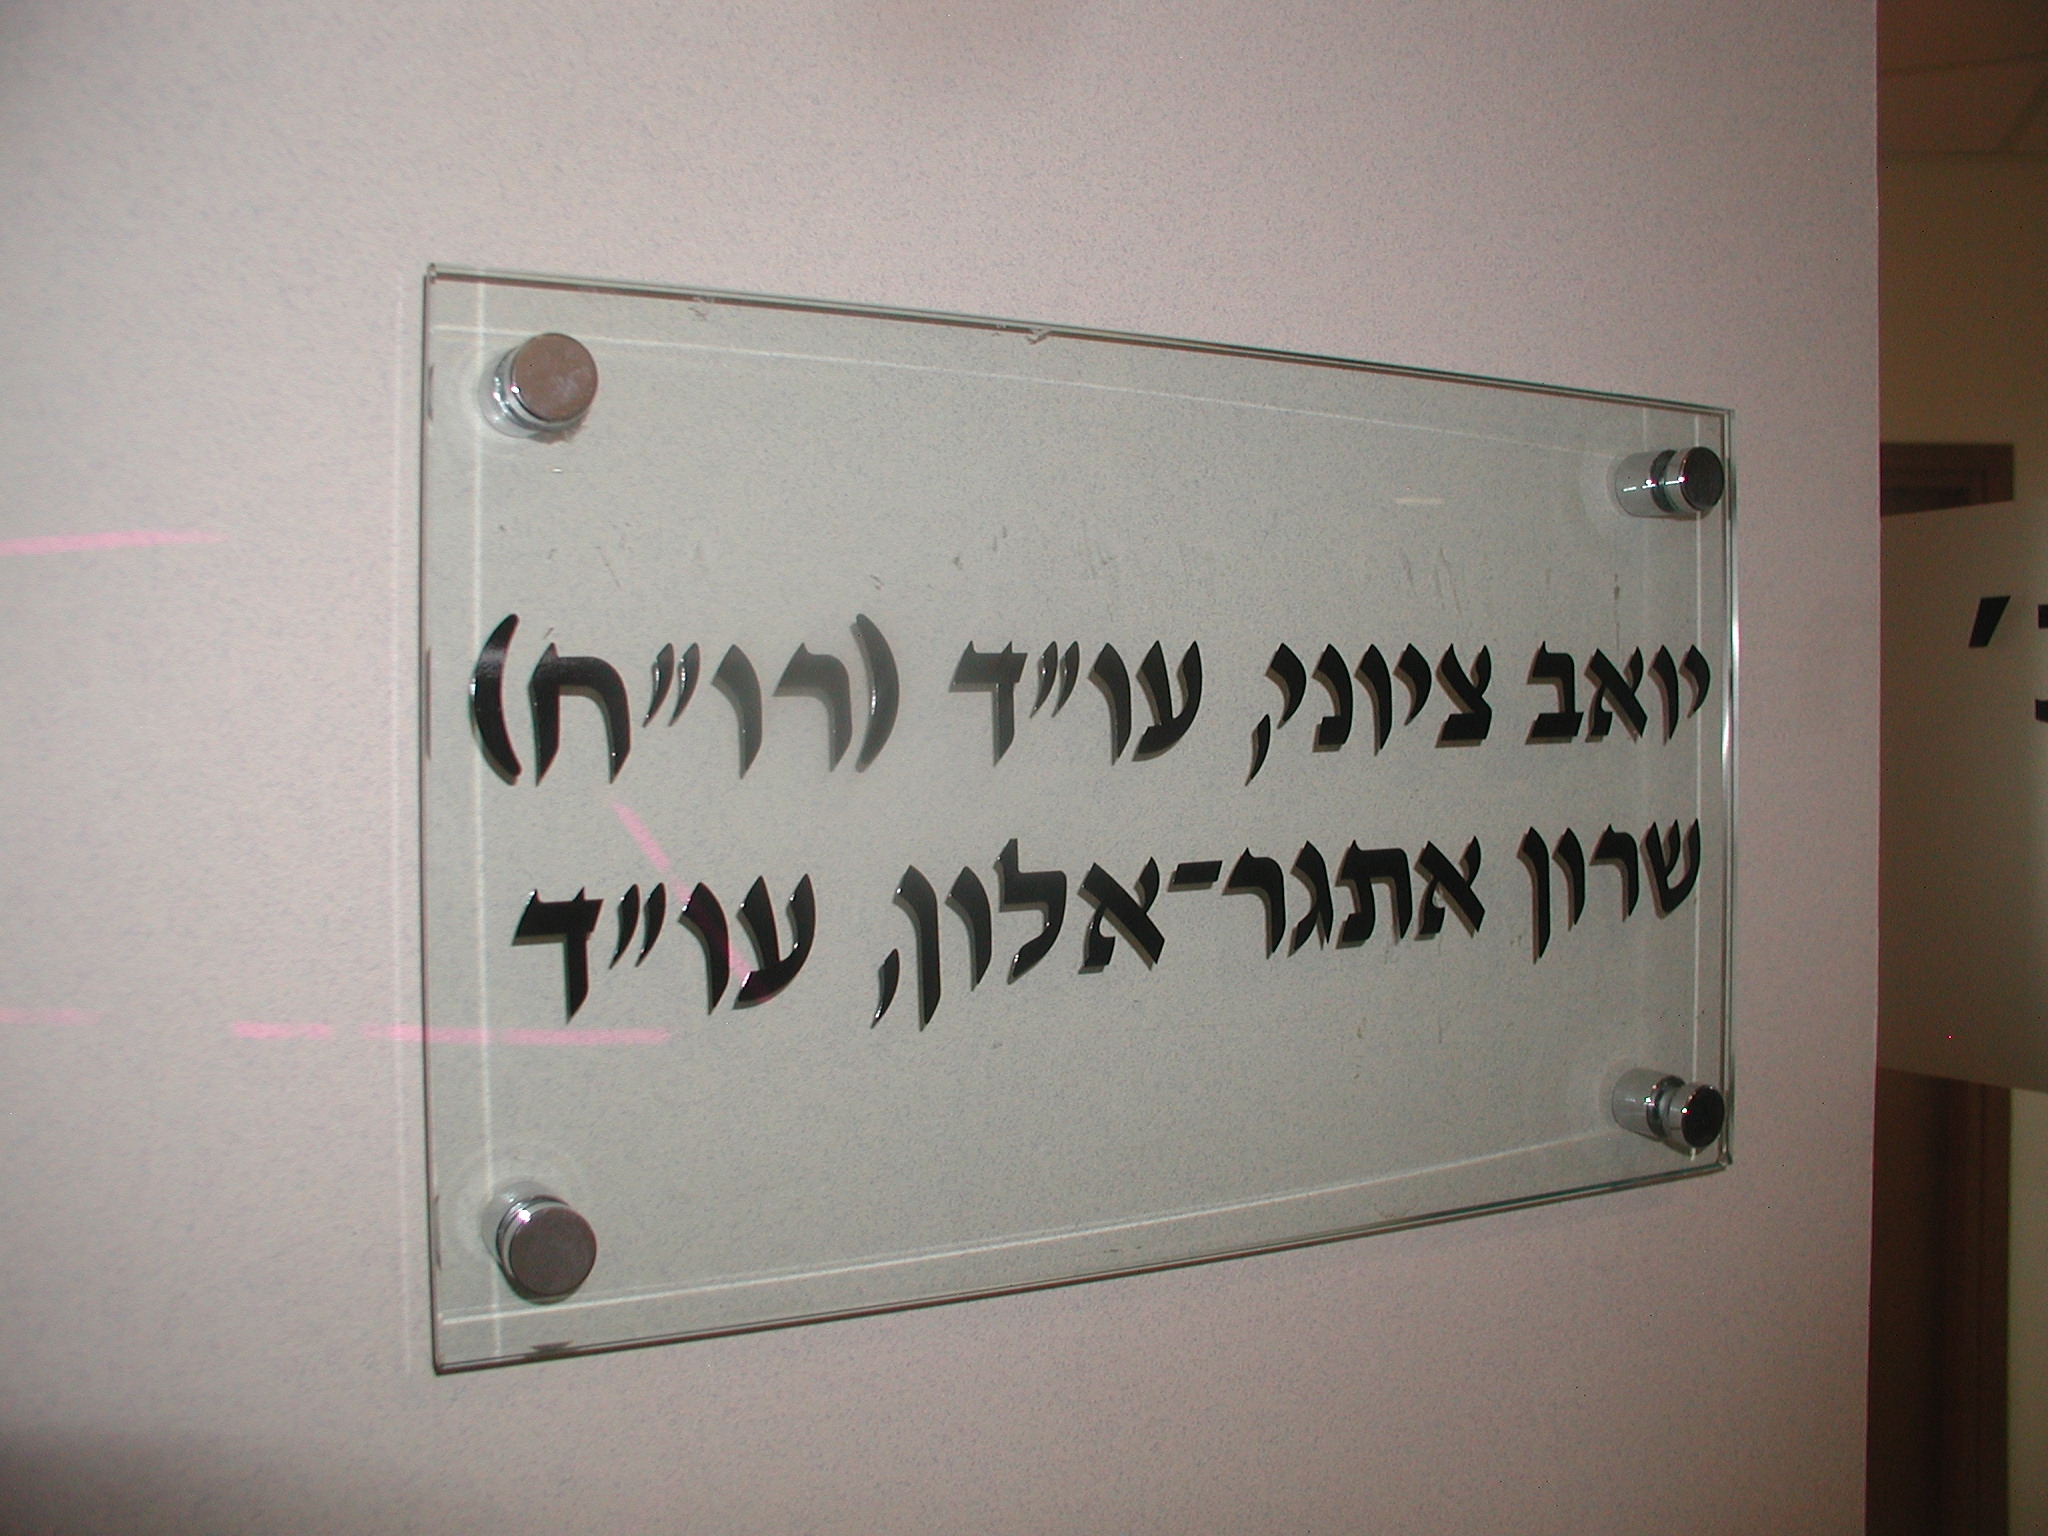 יואב ציוני, עו"ד (רו"ח)
שרון אתגר-אלון, עו"ד